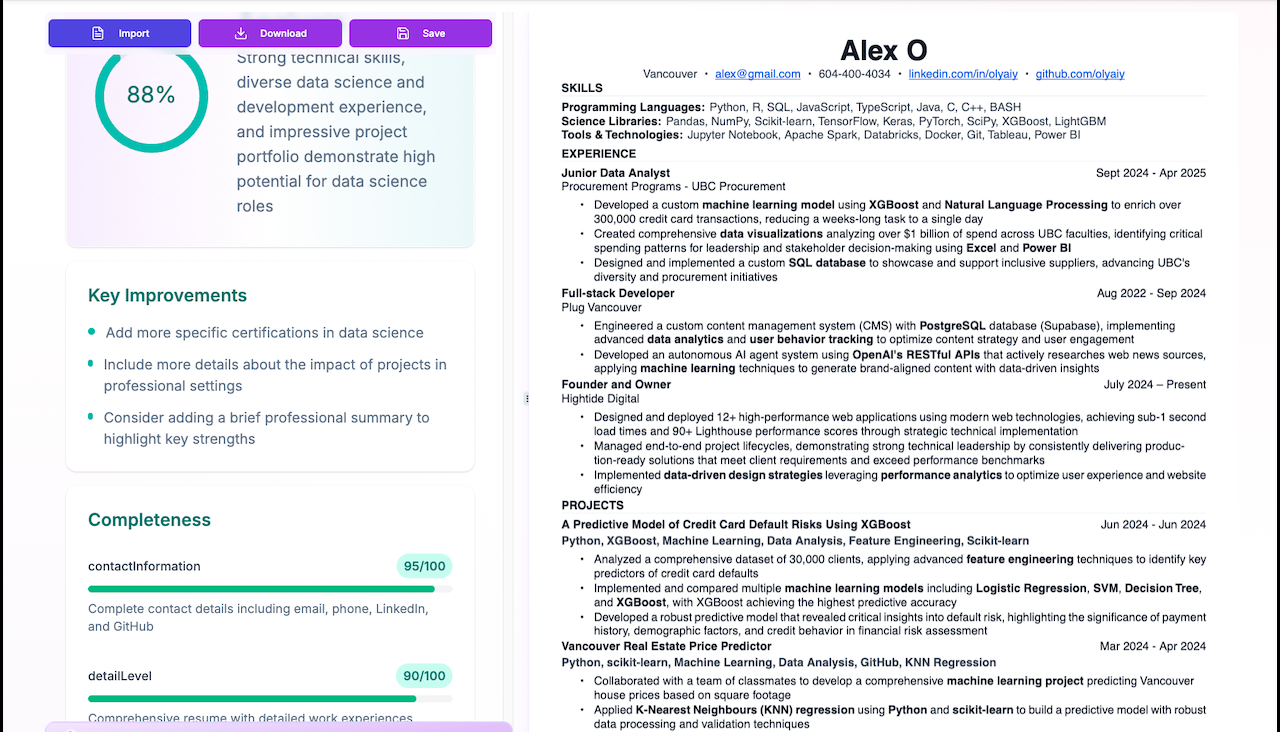 Import
Download
Save
88%
Strong technical skills,
diverse data science and
development experience,
and impressive project
portfolio demonstrate high
potential for data science
roles
Key Improvements
Add more specific certifications in data science
Include more details about the impact of projects in
professional settings
Consider adding a brief professional summary to
highlight key strengths
Completeness
contactInformation 95/100
Complete contact details including email, phone, LinkedIn,
and GitHub
detailLevel 90/100
Comprehensive resume with detailed work experiences
Alex O
Vancouver • alex@gmail.com • 604-400-4034 • linkedin.com/in/olyaiy • github.com/olyaiy
SKILLS
Programming Languages: Python, R, SQL, JavaScript, TypeScript, Java, C, C++, BASH
Science Libraries: Pandas, NumPy, Scikit-learn, TensorFlow, Keras, PyTorch, SciPy, XGBoost, LightGBM
Tools & Technologies: Jupyter Notebook, Apache Spark, Databricks, Docker, Git, Tableau, Power BI
EXPERIENCE
Junior Data Analyst Sept 2024 - Apr 2025
Procurement Programs - UBC Procurement
• Developed a custom machine learning model using XGBoost and Natural Language Processing to enrich over
300,000 credit card transactions, reducing a weeks-long task to a single day
• Created comprehensive data visualizations analyzing over $1 billion of spend across UBC faculties, identifying critical
spending patterns for leadership and stakeholder decision-making using Excel and Power BI
• Designed and implemented a custom SQL database to showcase and support inclusive suppliers, advancing UBC's
diversity and procurement initiatives
Full-stack Developer Aug 2022 - Sep 2024
Plug Vancouver
• Engineered a custom content management system (CMS) with PostgreSQL database (Supabase), implementing
advanced data analytics and user behavior tracking to optimize content strategy and user engagement
• Developed an autonomous AI agent system using OpenAI's RESTful APIs that actively researches web news sources,
applying machine learning techniques to generate brand-aligned content with data-driven insights
Founder and Owner July 2024 – Present
Hightide Digital
• Designed and deployed 12+ high-performance web applications using modern web technologies, achieving sub-1 second
load times and 90+ Lighthouse performance scores through strategic technical implementation
• Managed end-to-end project lifecycles, demonstrating strong technical leadership by consistently delivering produc-
tion-ready solutions that meet client requirements and exceed performance benchmarks
• Implemented data-driven design strategies leveraging performance analytics to optimize user experience and website
efficiency
PROJECTS
A Predictive Model of Credit Card Default Risks Using XGBoost Jun 2024 - Jun 2024
Python, XGBoost, Machine Learning, Data Analysis, Feature Engineering, Scikit-learn
• Analyzed a comprehensive dataset of 30,000 clients, applying advanced feature engineering techniques to identify key
predictors of credit card defaults
• Implemented and compared multiple machine learning models including Logistic Regression, SVM, Decision Tree,
and XGBoost, with XGBoost achieving the highest predictive accuracy
• Developed a robust predictive model that revealed critical insights into default risk, highlighting the significance of payment
history, demographic factors, and credit behavior in financial risk assessment
Vancouver Real Estate Price Predictor Mar 2024 - Apr 2024
Python, scikit-learn, Machine Learning, Data Analysis, GitHub, KNN Regression
• Collaborated with a team of classmates to develop a comprehensive machine learning project predicting Vancouver
house prices based on square footage
• Applied K-Nearest Neighbours (KNN) regression using Python and scikit-learn to build a predictive model with robust
data processing and validation techniques